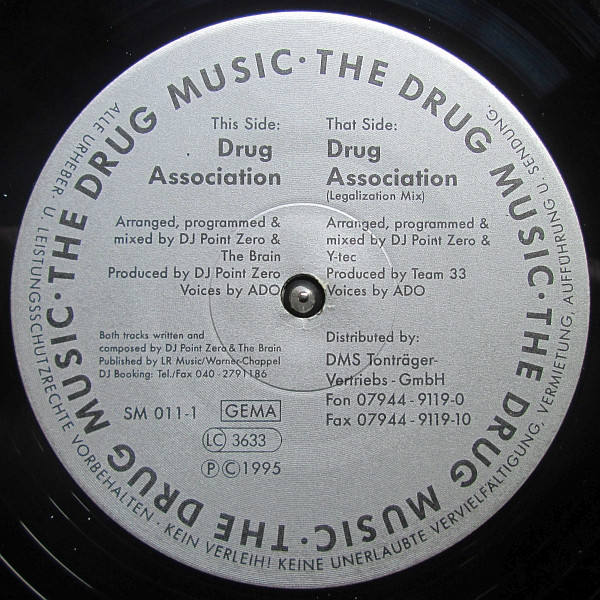 THE DRUG MUSIC · THE DRUG MUSIC · THE DRUG MUSIC · THE DRUG MUSIC ·
ALLE URHEBER- U. LEISTUNGSSCHUTZRECHTE VORBEHALTEN · KEIN VERLEIH! KEINE UNERLAUBTE VERVIELFÄLTIGUNG, VERMIETUNG, AUFFÜHRUNG U. SENDUNG.
This Side:
Drug
Association
Arranged, programmed &
mixed by DJ Point Zero &
The Brain
Produced by DJ Point Zero
Voices by ADO
Both tracks written and
composed by DJ Point Zero & The Brain
Published by LR Music/Warner-Chappel
DJ Booking: Tel./Fax 040 - 2791186
SM 011-1 GEMA
LC 3633
P C 1995
That Side:
Drug
Association
(Legalization Mix)
Arranged, programmed &
mixed by DJ Point Zero &
Y-tec
Produced by Team 33
Voices by ADO
Distributed by:
DMS Tonträger-
Vertriebs - GmbH
Fon 07944 - 9119-0
Fax 07944 - 9119-10